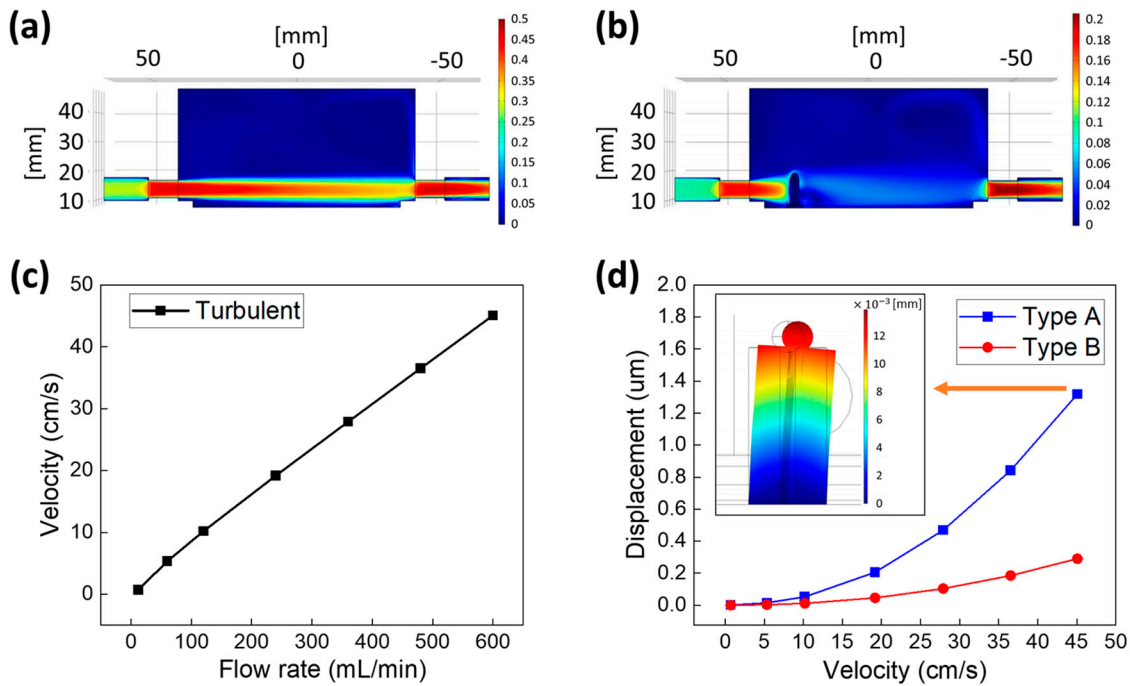 (a)
[mm]
50 0 -50
[mm]
40
30
20
10
0.5
0.45
0.4
0.35
0.3
0.25
0.2
0.15
0.1
0.05
0
(b)
[mm]
50 0 -50
[mm]
40
30
20
10
0.2
0.18
0.16
0.14
0.12
0.1
0.08
0.06
0.04
0.02
0
(c)
Turbulent
Velocity (cm/s)
50
40
30
20
10
0
0 100 200 300 400 500 600
Flow rate (mL/min)
(d)
× 10⁻³ [mm]
12
10
8
6
4
2
0
Type A
Type B
Displacement (um)
2.0
1.8
1.6
1.4
1.2
1.0
0.8
0.6
0.4
0.2
0.0
0 5 10 15 20 25 30 35 40 45 50
Velocity (cm/s)